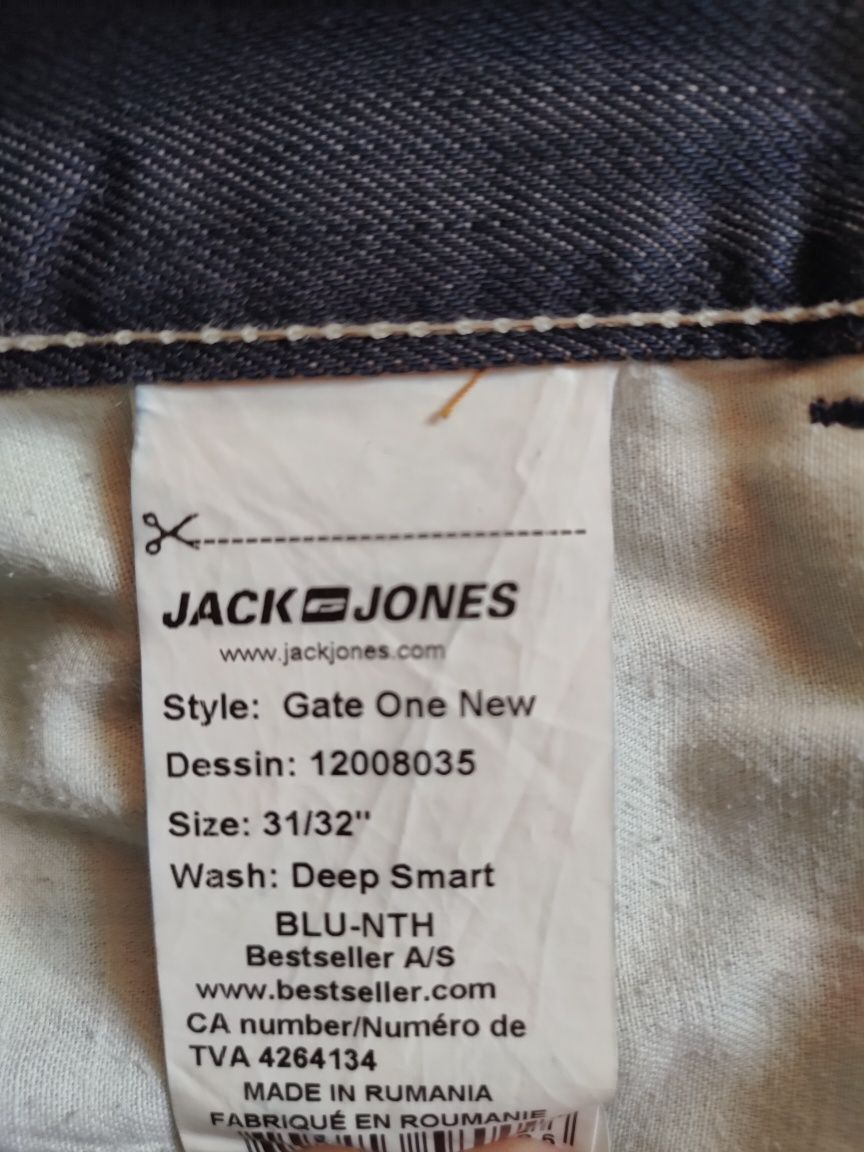 JACK JONES
www.jackjones.com
Style: Gate One New
Dessin: 12008035
Size: 31/32"
Wash: Deep Smart
BLU-NTH
Bestseller A/S
www.bestseller.com
CA number/Numéro de
TVA 4264134
MADE IN RUMANIA
FABRIQUÉ EN ROUMANIE